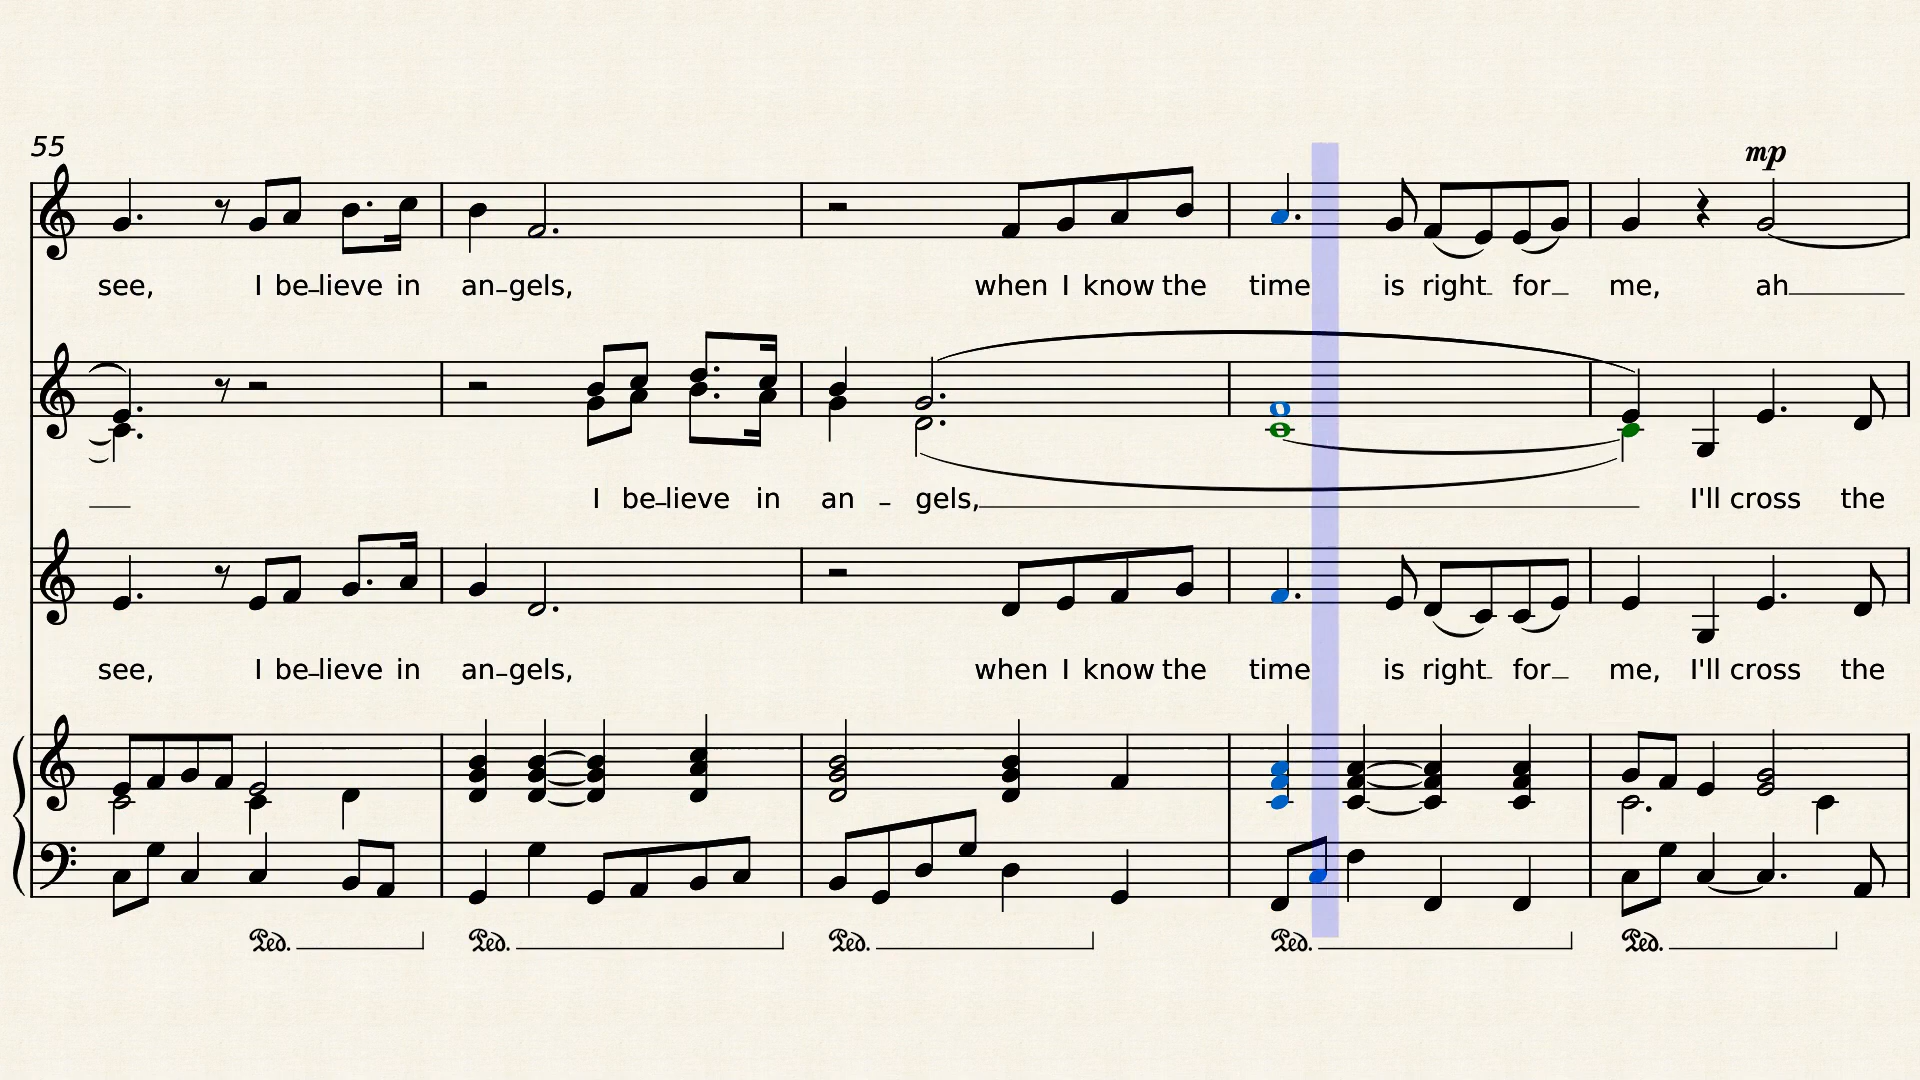 55
mp
see, I be-lieve in an-gels, when I know the time is right for me, ah
I be-lieve in an - gels, I'll cross the
see, I be-lieve in an-gels, when I know the time is right for me, I'll cross the
Ped. Ped. Ped. Ped. Ped.